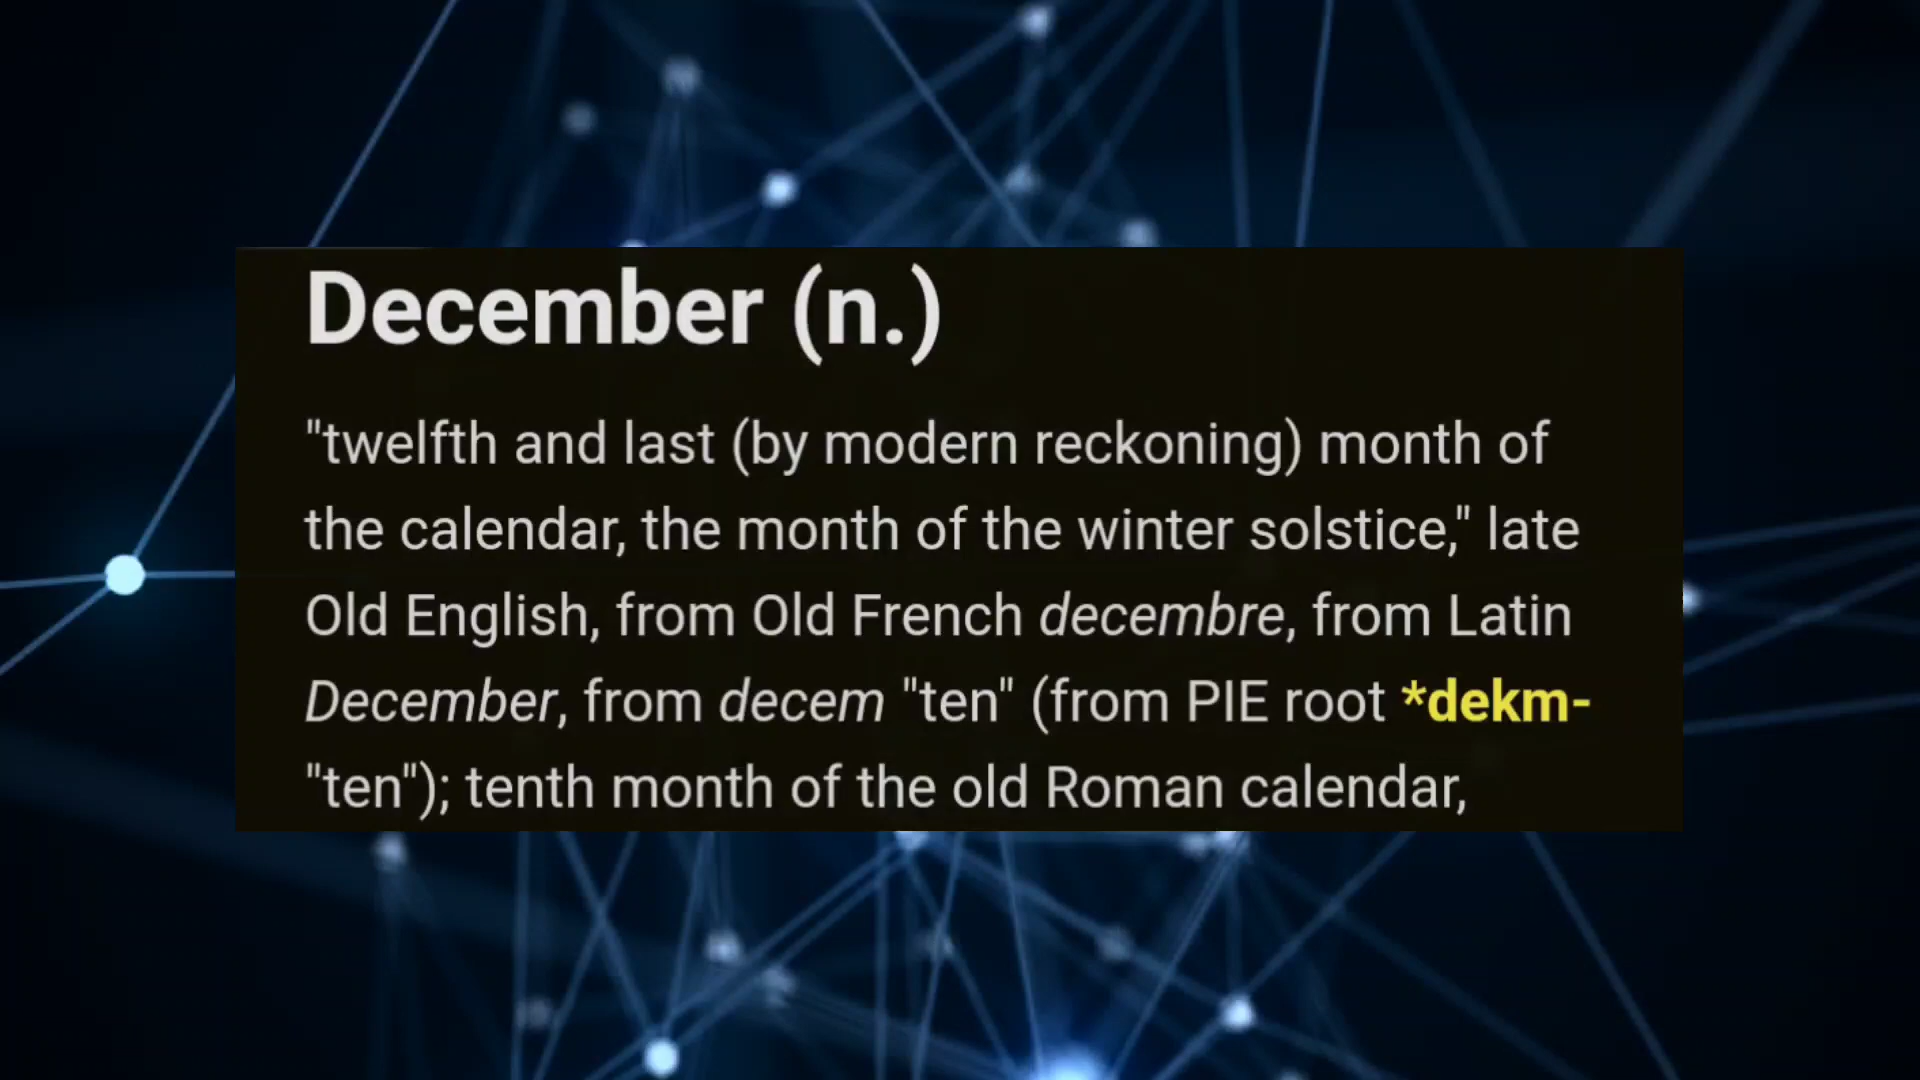 December (n.)
"twelfth and last (by modern reckoning) month of
the calendar, the month of the winter solstice," late
Old English, from Old French decembre, from Latin
December, from decem "ten" (from PIE root *dekm-
"ten"); tenth month of the old Roman calendar,